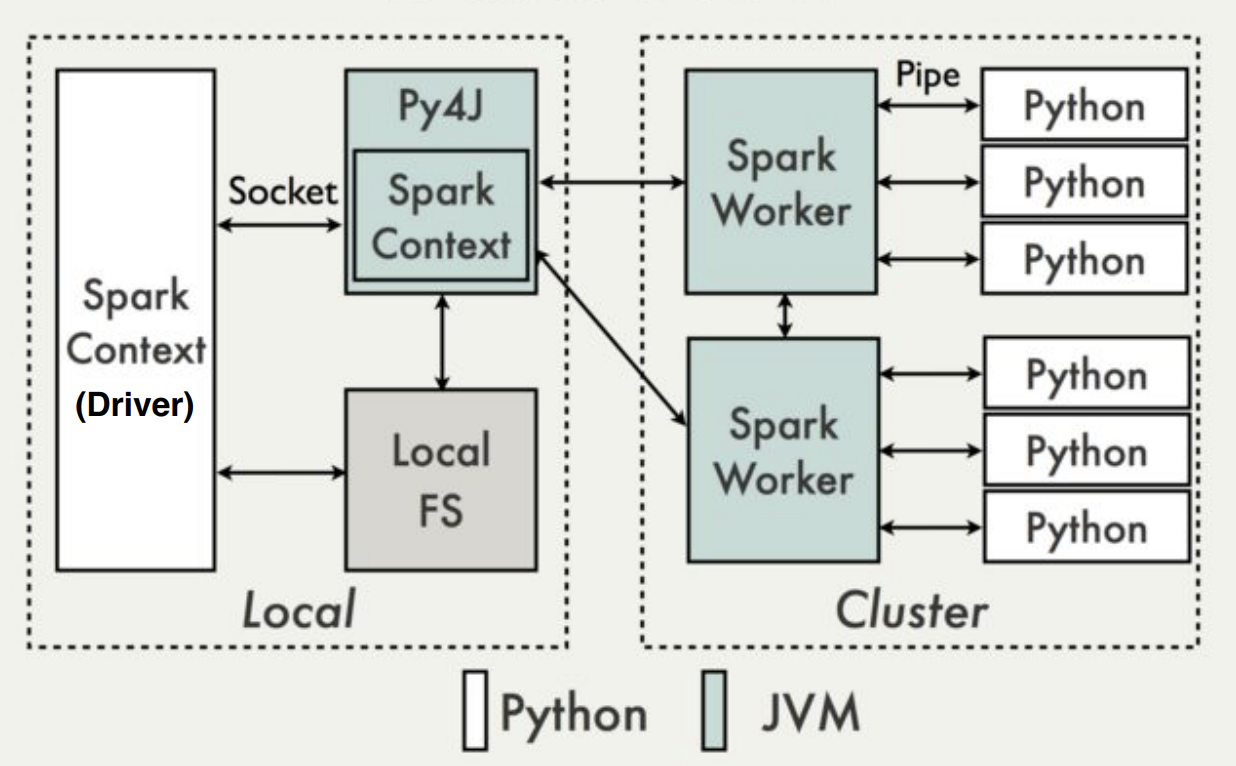 Spark
Context
(Driver)
Socket
Py4J
Spark
Context
Local
FS
Local
Spark
Worker
Pipe
Python
Python
Python
Spark
Worker
Python
Python
Python
Cluster
Python
JVM